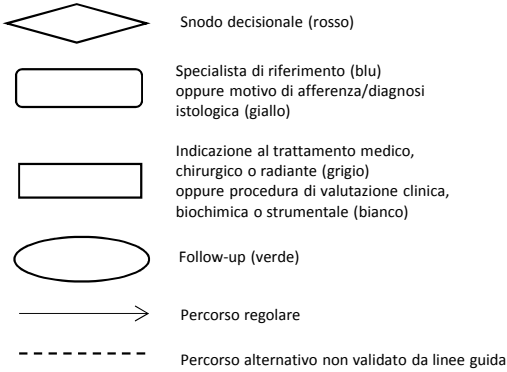 Snodo decisionale (rosso)
Specialista di riferimento (blu)
oppure motivo di afferenza/diagnosi
istologica (giallo)
Indicazione al trattamento medico,
chirurgico o radiante (grigio)
oppure procedura di valutazione clinica,
biochimica o strumentale (bianco)
Follow-up (verde)
Percorso regolare
Percorso alternativo non validato da linee guida